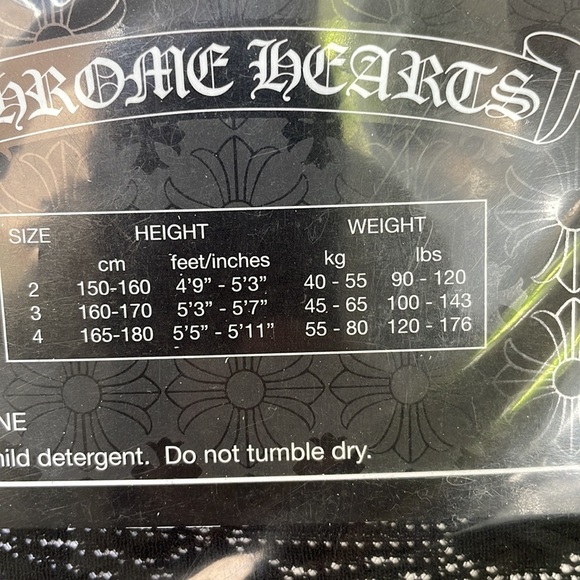 HROME HEARTS
SIZE HEIGHT WEIGHT
cm feet/inches kg lbs
2 150-160 4'9" - 5'3" 40 - 55 90 - 120
3 160-170 5'3" - 5'7" 45 - 65 100 - 143
4 165-180 5'5" - 5'11" 55 - 80 120 - 176
NE
ild detergent. Do not tumble dry.